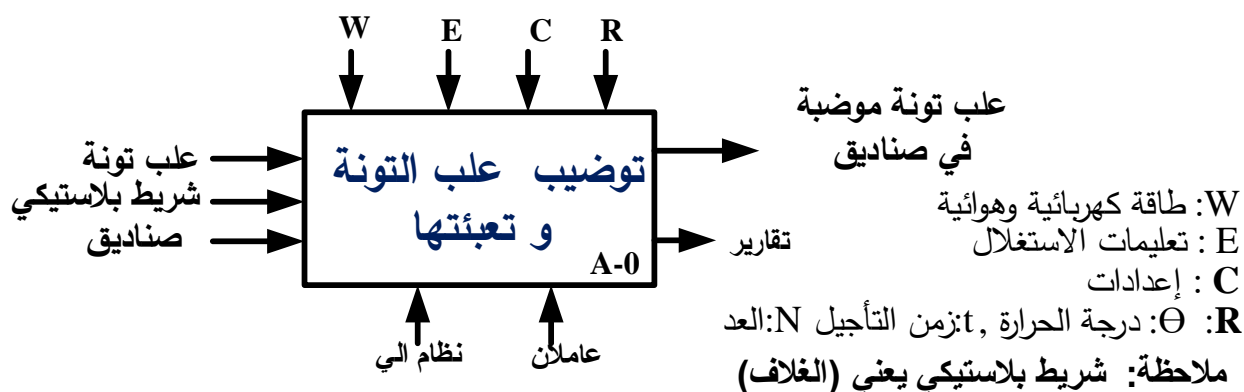 W E C R
علب تونة موضبة
في صناديق
علب تونة
شريط بلاستيكي
صناديق
توضيب علب التونة
و تعبئتها
A-0
تقارير
نظام الي
عاملان
W: طاقة كهربائية وهوائية
E : تعليمات الاستغلال
C : إعدادات
R: Θ: درجة الحرارة ,t:زمن التأجيل N:العد
ملاحظة: شريط بلاستيكي يعني (الغلاف)